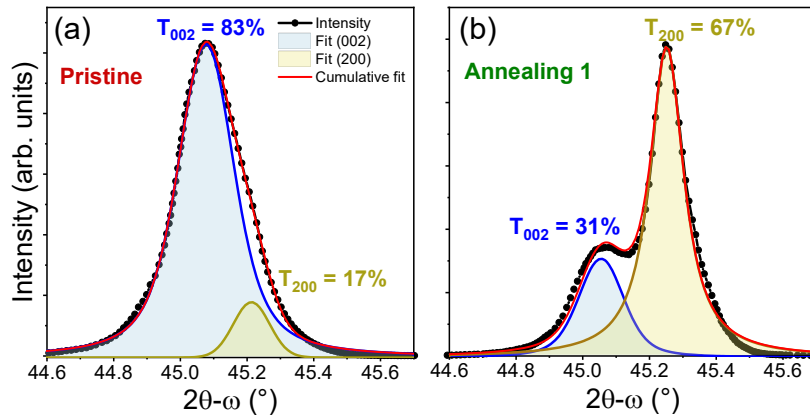 (a)
T002 = 83%
Pristine
Intensity
Fit (002)
Fit (200)
Cumulative fit
T200 = 17%
Intensity (arb. units)
44.6 44.8 45.0 45.2 45.4 45.6
2θ-ω (°)
(b)
T200 = 67%
Annealing 1
T002 = 31%
44.6 44.8 45.0 45.2 45.4 45.6
2θ-ω (°)